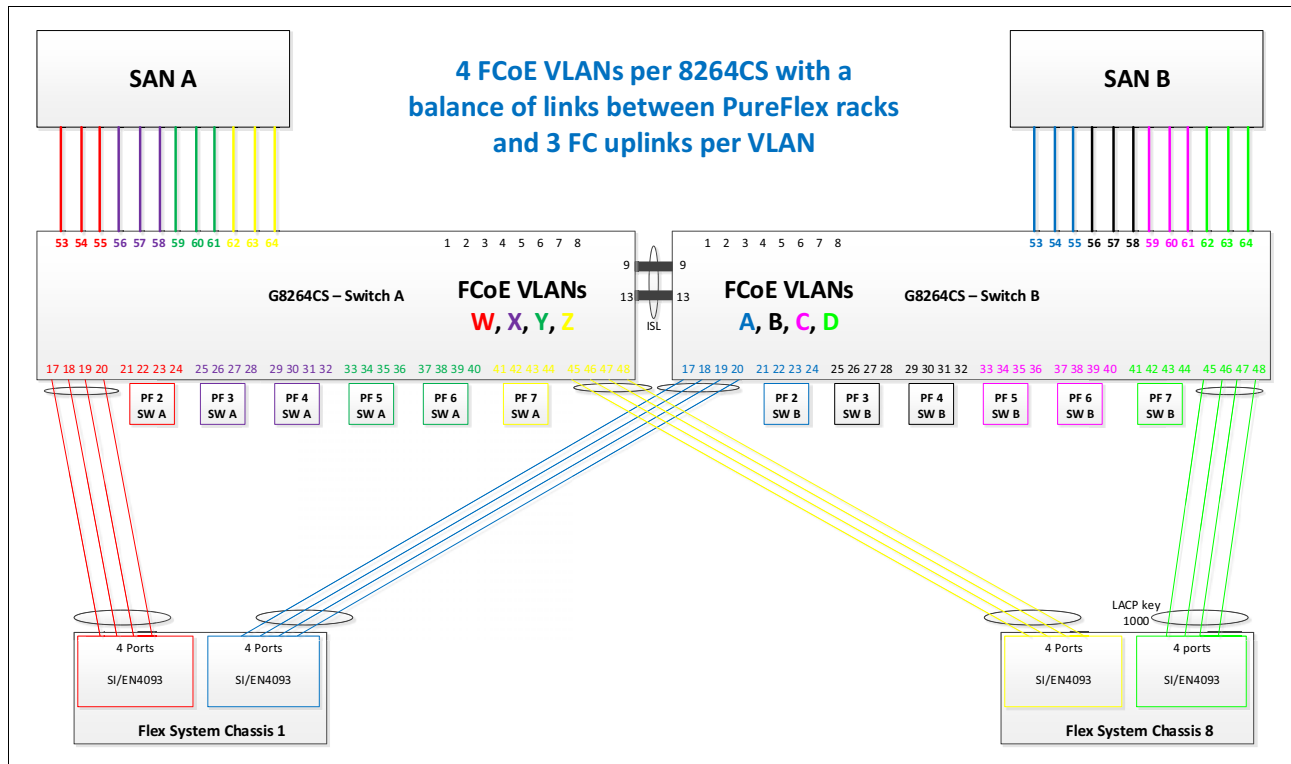 SAN A
4 FCoE VLANs per 8264CS with a
balance of links between PureFlex racks
and 3 FC uplinks per VLAN
SAN B
53 54 55 56 57 58 59 60 61 62 63 64
1 2 3 4 5 6 7 8
1 2 3 4 5 6 7 8
53 54 55 56 57 58 59 60 61 62 63 64
9
9
G8264CS – Switch A
FCoE VLANs
W, X, Y, Z
13
13
ISL
FCoE VLANs
A, B, C, D
G8264CS – Switch B
17 18 19 20 21 22 23 24 25 26 27 28 29 30 31 32 33 34 35 36 37 38 39 40 41 42 43 44 45 46 47 48
17 18 19 20 21 22 23 24 25 26 27 28 29 30 31 32 33 34 35 36 37 38 39 40 41 42 43 44 45 46 47 48
PF 2
SW A
PF 3
SW A
PF 4
SW A
PF 5
SW A
PF 6
SW A
PF 7
SW A
PF 2
SW B
PF 3
SW B
PF 4
SW B
PF 5
SW B
PF 6
SW B
PF 7
SW B
LACP key
1000
4 Ports
SI/EN4093
4 Ports
SI/EN4093
Flex System Chassis 1
4 Ports
SI/EN4093
4 ports
SI/EN4093
Flex System Chassis 8